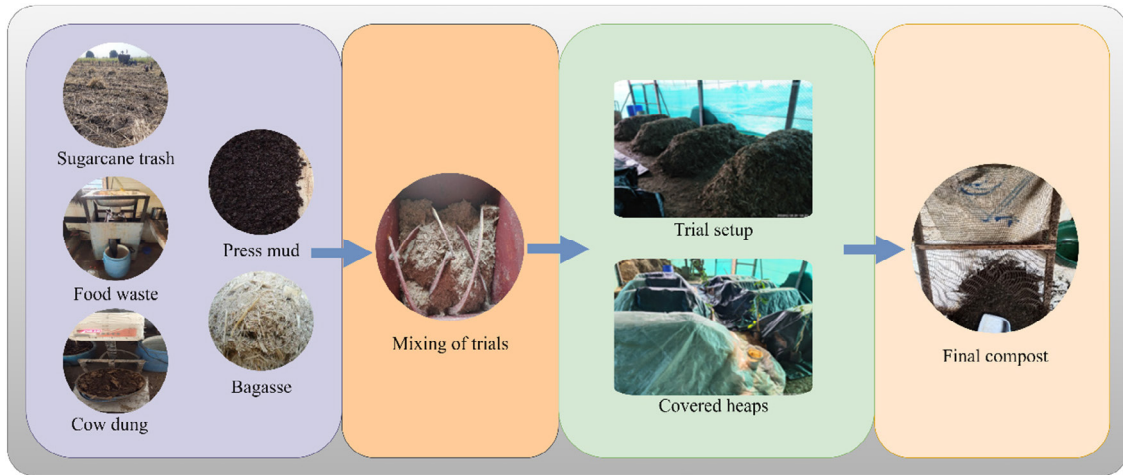 Sugarcane trash
Food waste
Cow dung
Press mud
Bagasse
Mixing of trials
Trial setup
Covered heaps
Final compost